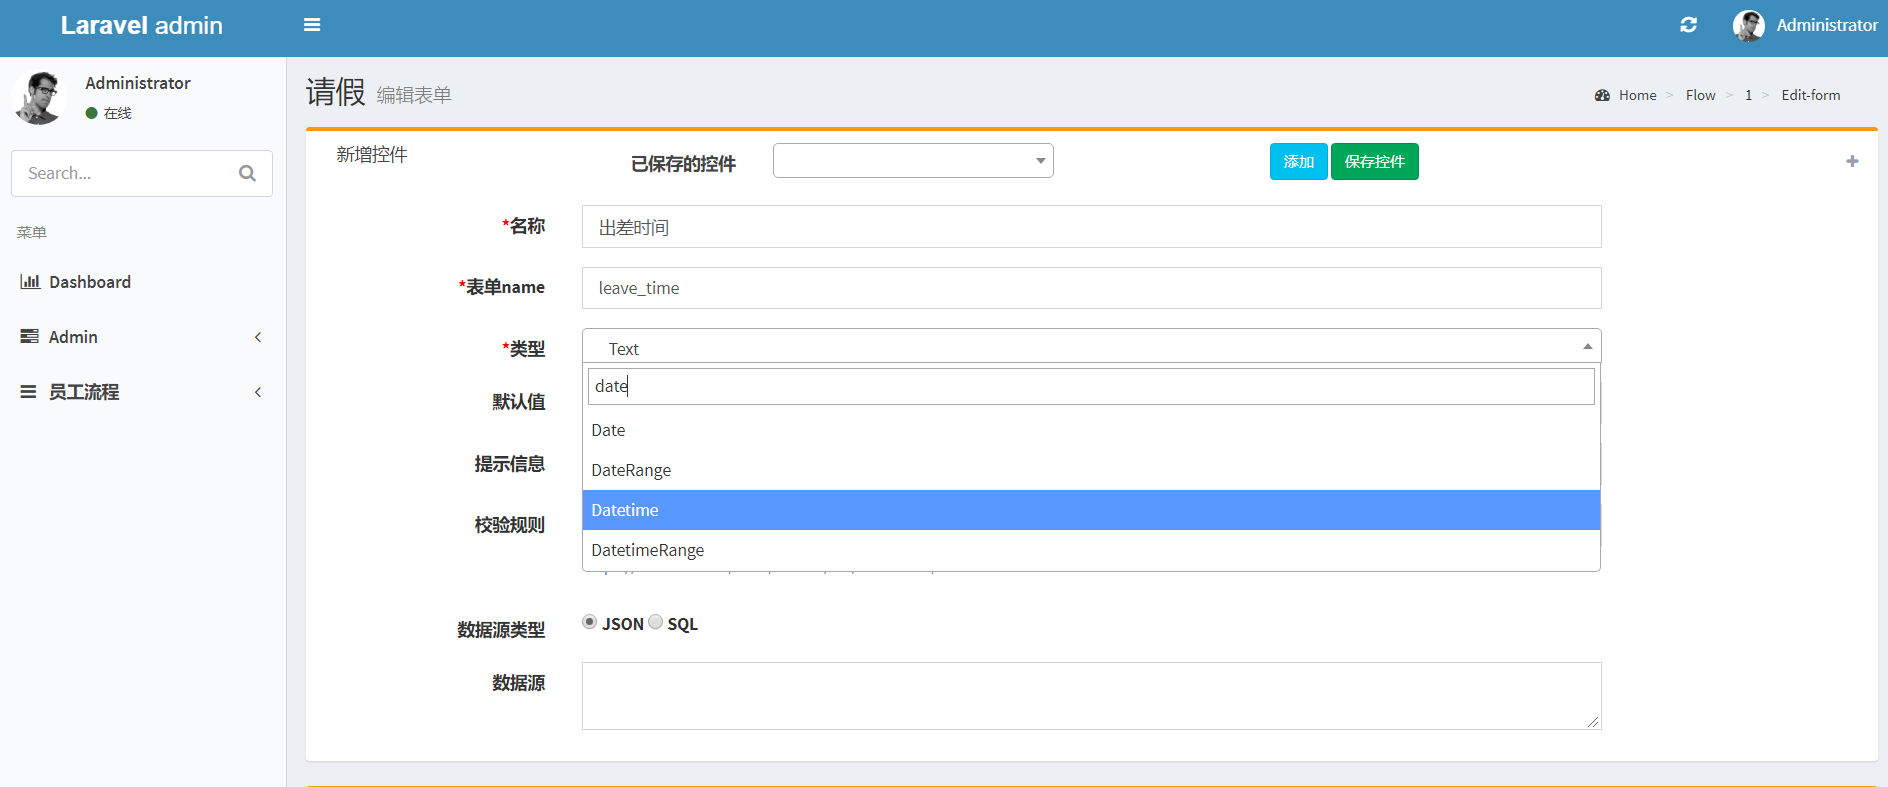 Laravel admin
Administrator
Administrator
在线
Search...
菜单
Dashboard
Admin
员工流程
请假 编辑表单
Home > Flow > 1 > Edit-form
新增控件
已保存的控件
添加 保存控件
*名称
出差时间
*表单name
leave_time
*类型
Text
date
Date
DateRange
Datetime
DatetimeRange
默认值
提示信息
校验规则
数据源类型
JSON SQL
数据源